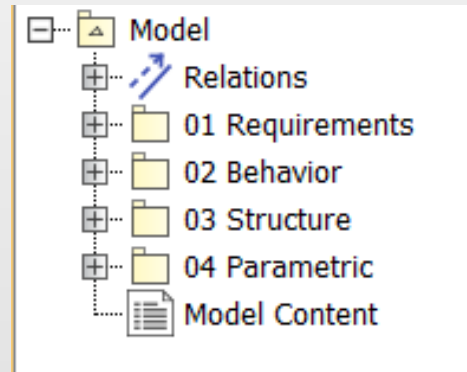 Model
Relations
01 Requirements
02 Behavior
03 Structure
04 Parametric
Model Content